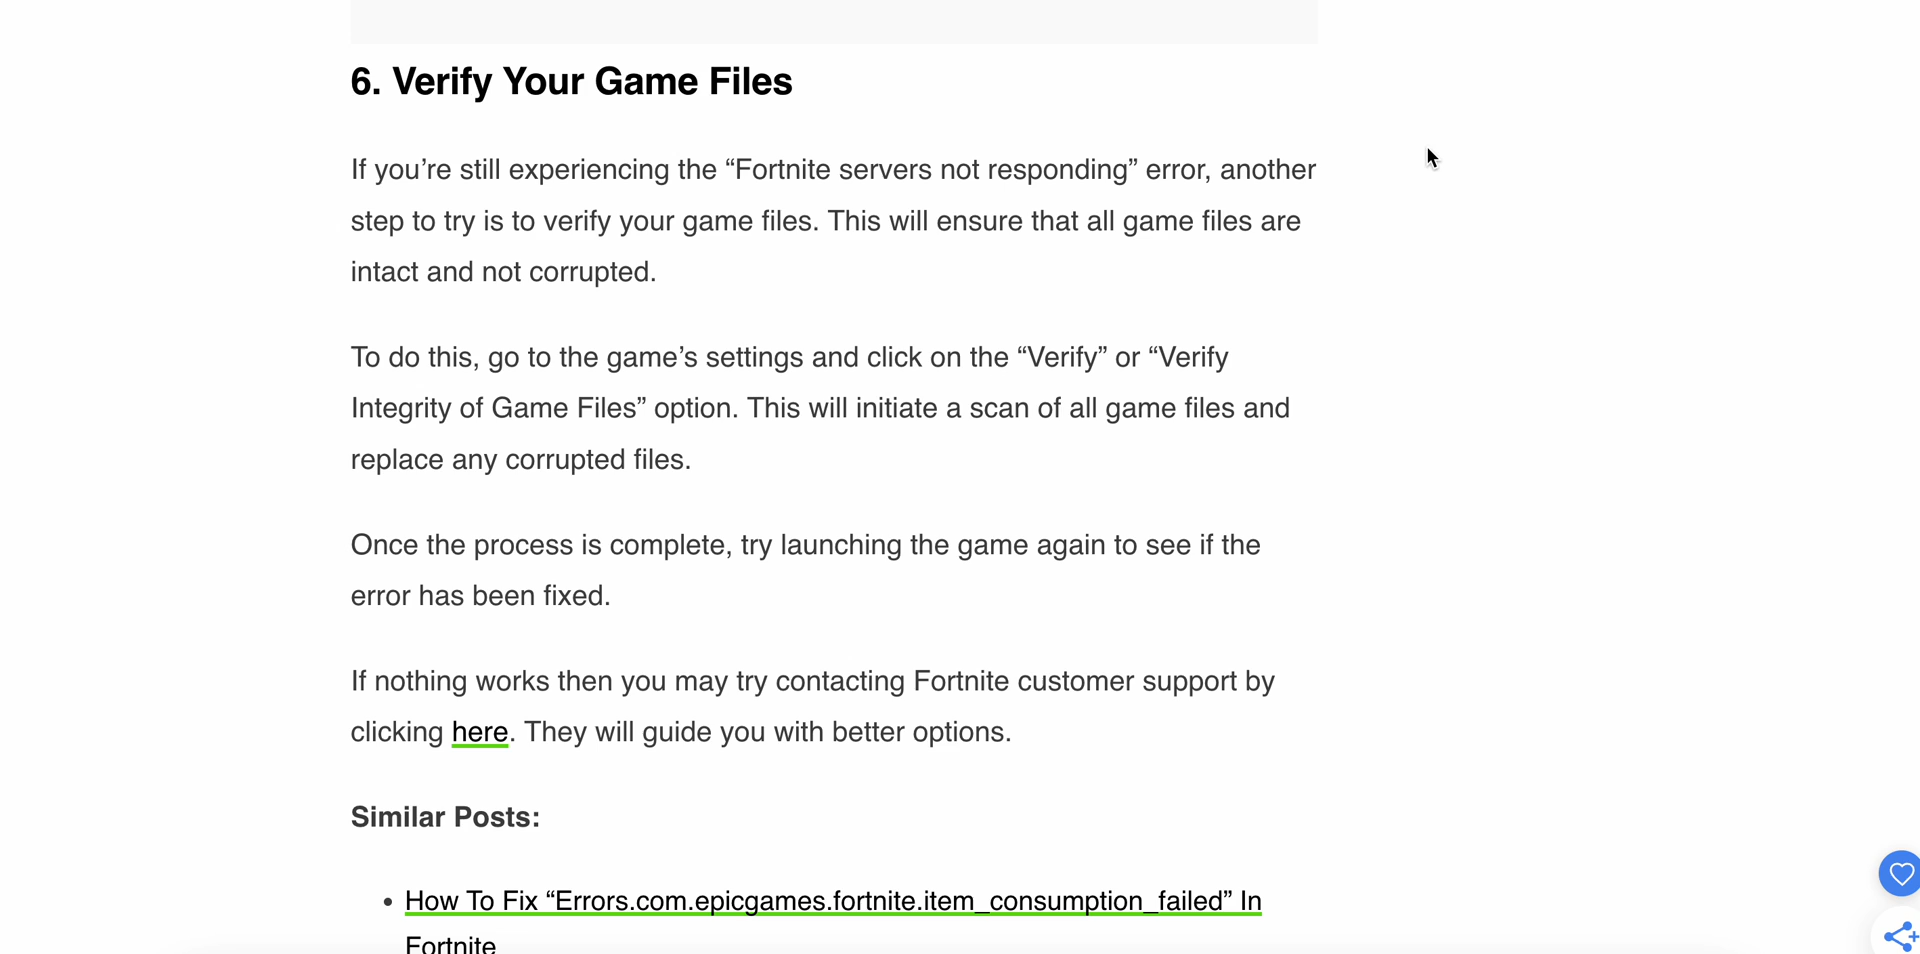 6. Verify Your Game Files
If you’re still experiencing the “Fortnite servers not responding” error, another
step to try is to verify your game files. This will ensure that all game files are
intact and not corrupted.
To do this, go to the game’s settings and click on the “Verify” or “Verify
Integrity of Game Files” option. This will initiate a scan of all game files and
replace any corrupted files.
Once the process is complete, try launching the game again to see if the
error has been fixed.
If nothing works then you may try contacting Fortnite customer support by
clicking here. They will guide you with better options.
Similar Posts:
• How To Fix “Errors.com.epicgames.fortnite.item_consumption_failed” In
Fortnite